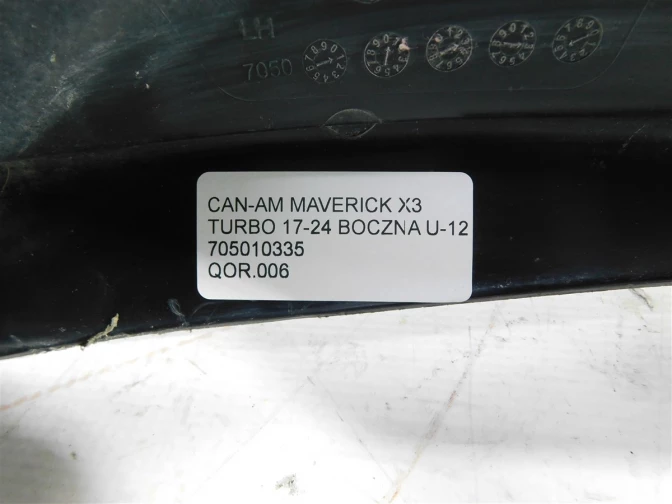 LH
7050
CAN-AM MAVERICK X3
TURBO 17-24 BOCZNA U-12
705010335
QOR.006